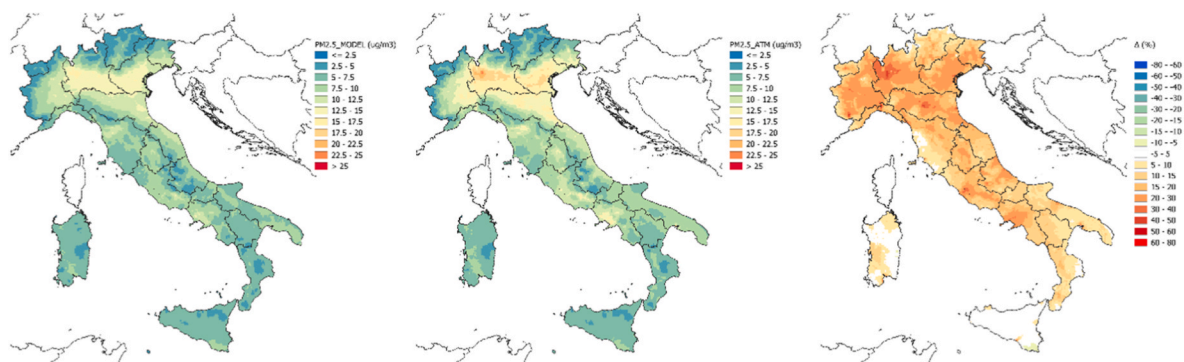 PM2.5_MODEL (ug/m3)
<= 2.5
2.5 - 5
5 - 7.5
7.5 - 10
10 - 12.5
12.5 - 15
15 - 17.5
17.5 - 20
20 - 22.5
22.5 - 25
> 25
PM2.5_ATM (ug/m3)
<= 2.5
2.5 - 5
5 - 7.5
7.5 - 10
10 - 12.5
12.5 - 15
15 - 17.5
17.5 - 20
20 - 22.5
22.5 - 25
> 25
Δ (%)
-80 - -60
-60 - -50
-50 - -40
-40 - -30
-30 - -20
-20 - -15
-15 - -10
-10 - -5
-5 - 5
5 - 10
10 - 15
15 - 20
20 - 30
30 - 40
40 - 50
50 - 60
60 - 80